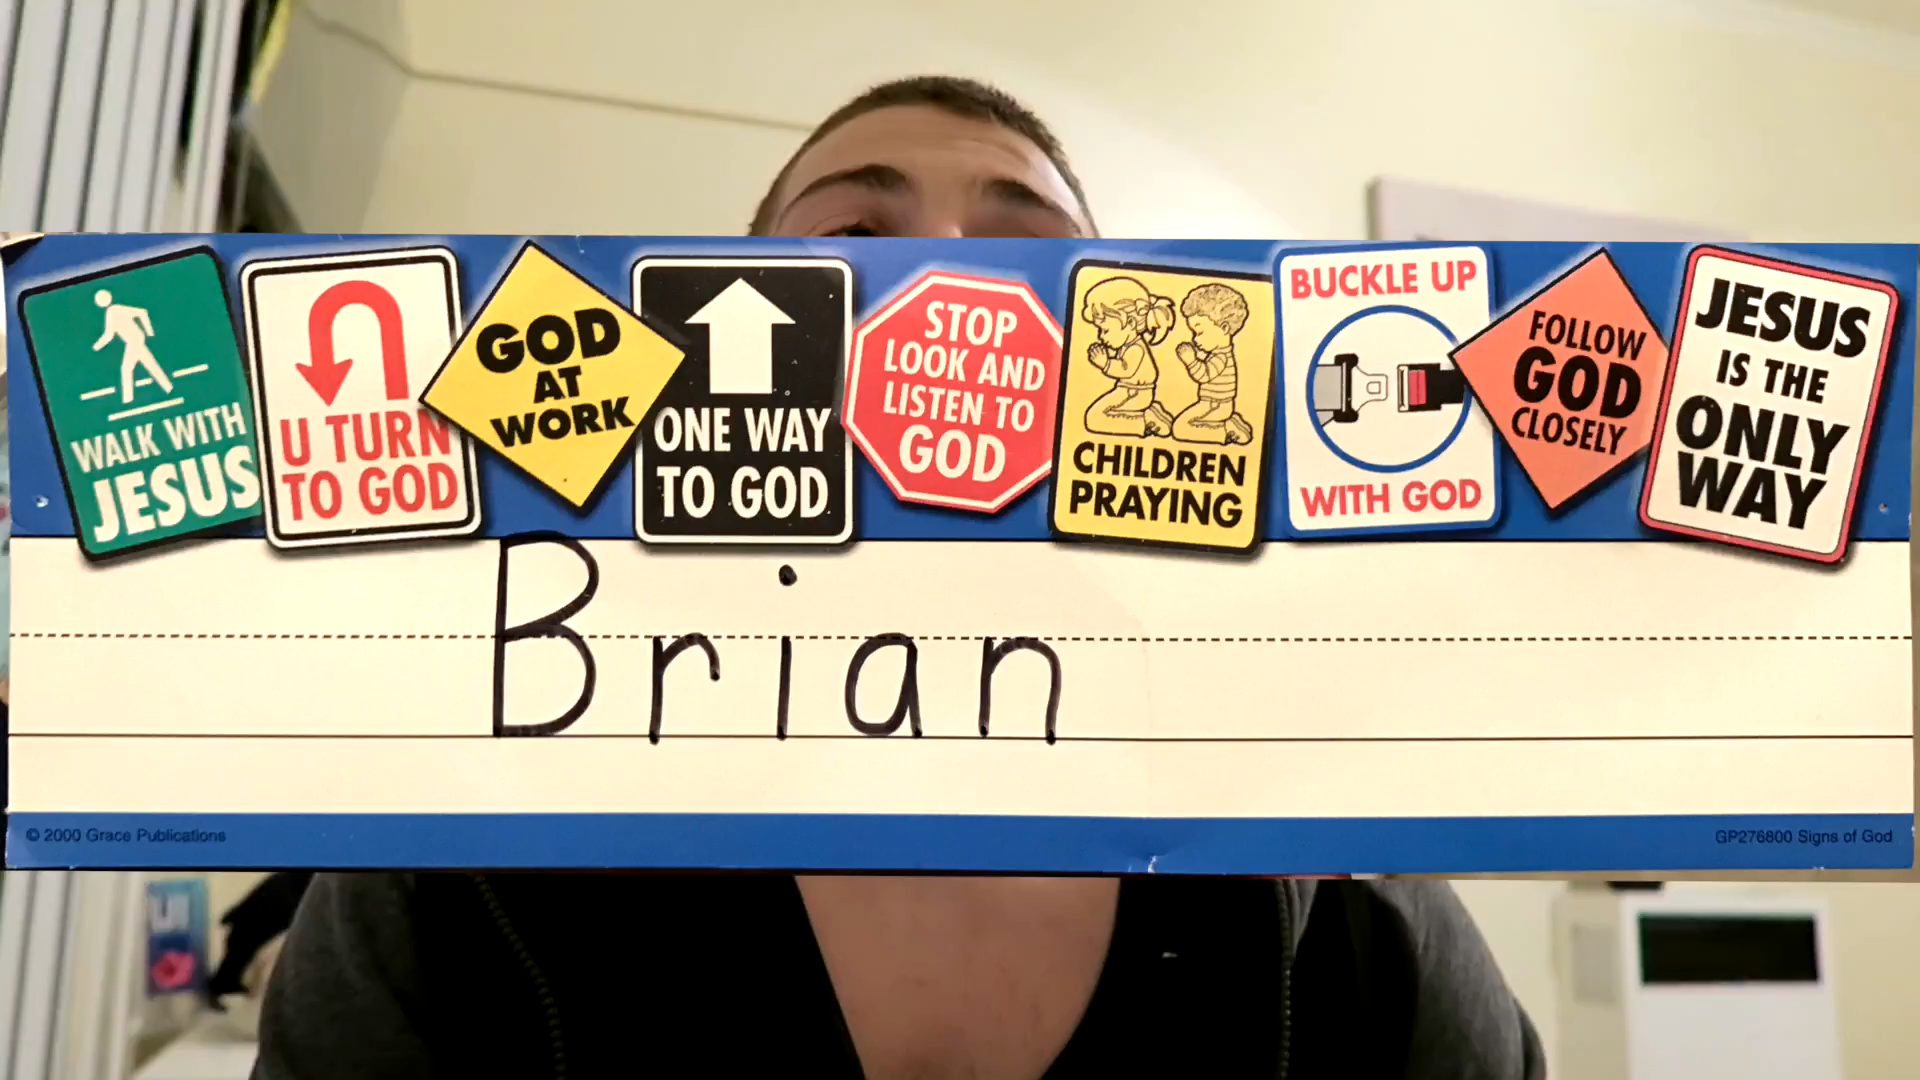 WALK WITH
JESUS
U TURN
TO GOD
GOD
AT
WORK
ONE WAY
TO GOD
STOP
LOOK AND
LISTEN TO
GOD
CHILDREN
PRAYING
BUCKLE UP
WITH GOD
FOLLOW
GOD
CLOSELY
JESUS
IS THE
ONLY
WAY
Brian
© 2000 Grace Publications
GP276800 Signs of God